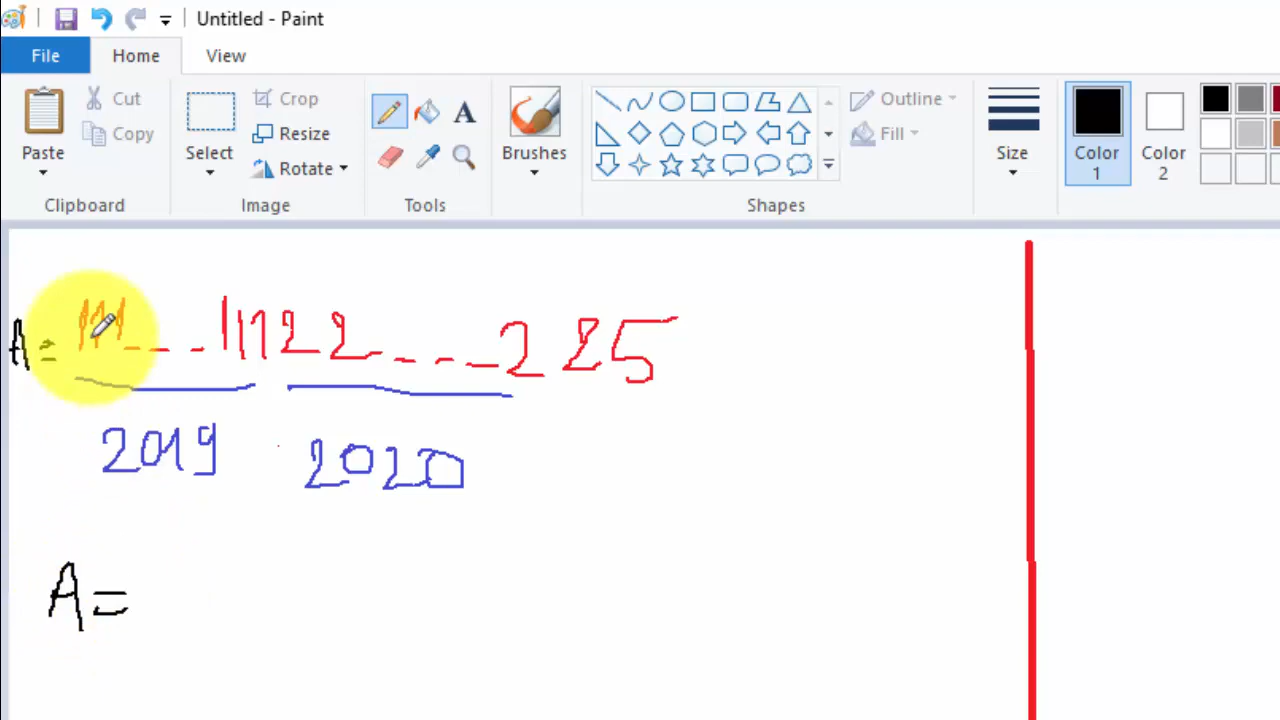 Untitled - Paint
File Home View
Paste
Cut
Copy
Clipboard
Select
Crop
Resize
Rotate
Image
Tools
Brushes
Shapes
Outline
Fill
Size
Color 1
Color 2
A= 111...11122...225
2019 2020
A=